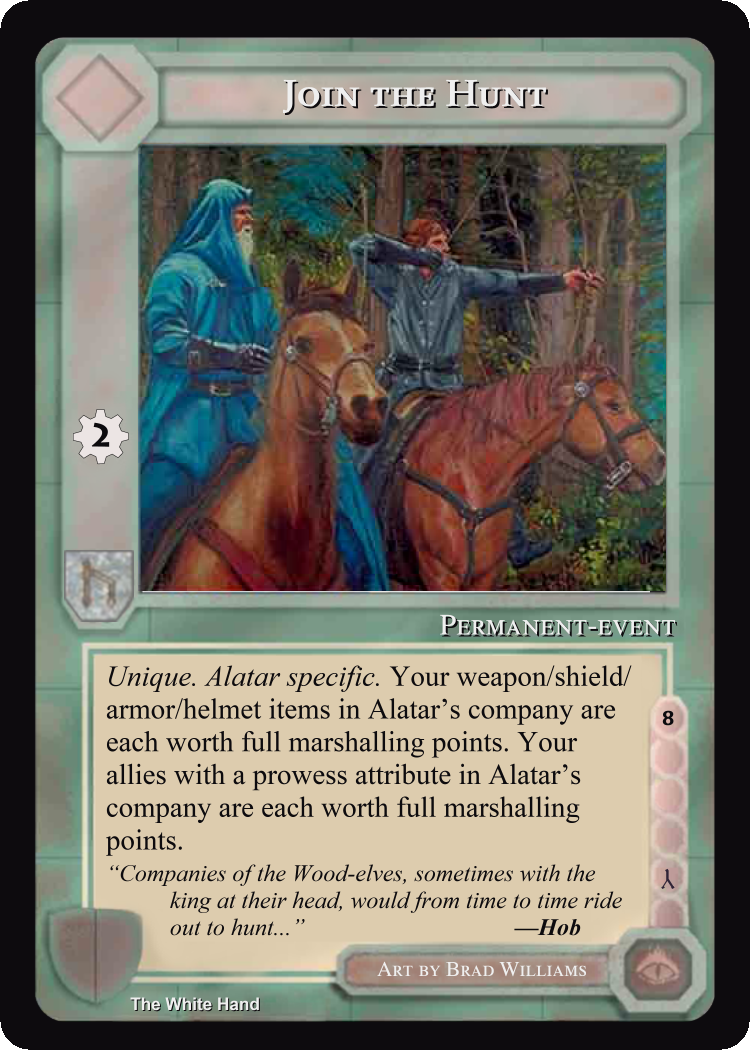 Join the Hunt
2
Permanent-event
Unique. Alatar specific. Your weapon/shield/
armor/helmet items in Alatar's company are
each worth full marshalling points. Your
allies with a prowess attribute in Alatar's
company are each worth full marshalling
points.
8
“Companies of the Wood-elves, sometimes with the
king at their head, would from time to time ride
out to hunt...” —Hob
Art by Brad Williams
The White Hand